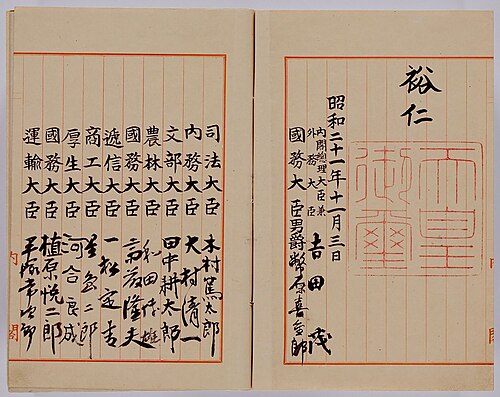 裕仁
天皇御璽
昭和二十一年十一月三日
内閣総理大臣兼
外務大臣 吉田茂
国務大臣男爵 幣原喜重郎
司法大臣 木村篤太郎
内務大臣 大村清一
文部大臣 田中耕太郎
農林大臣 和田博雄
国務大臣 斎藤隆夫
逓信大臣 一松定吉
商工大臣 星島二郎
厚生大臣 河合良成
国務大臣 植原悦二郎
運輸大臣 平塚常次郎
内閣